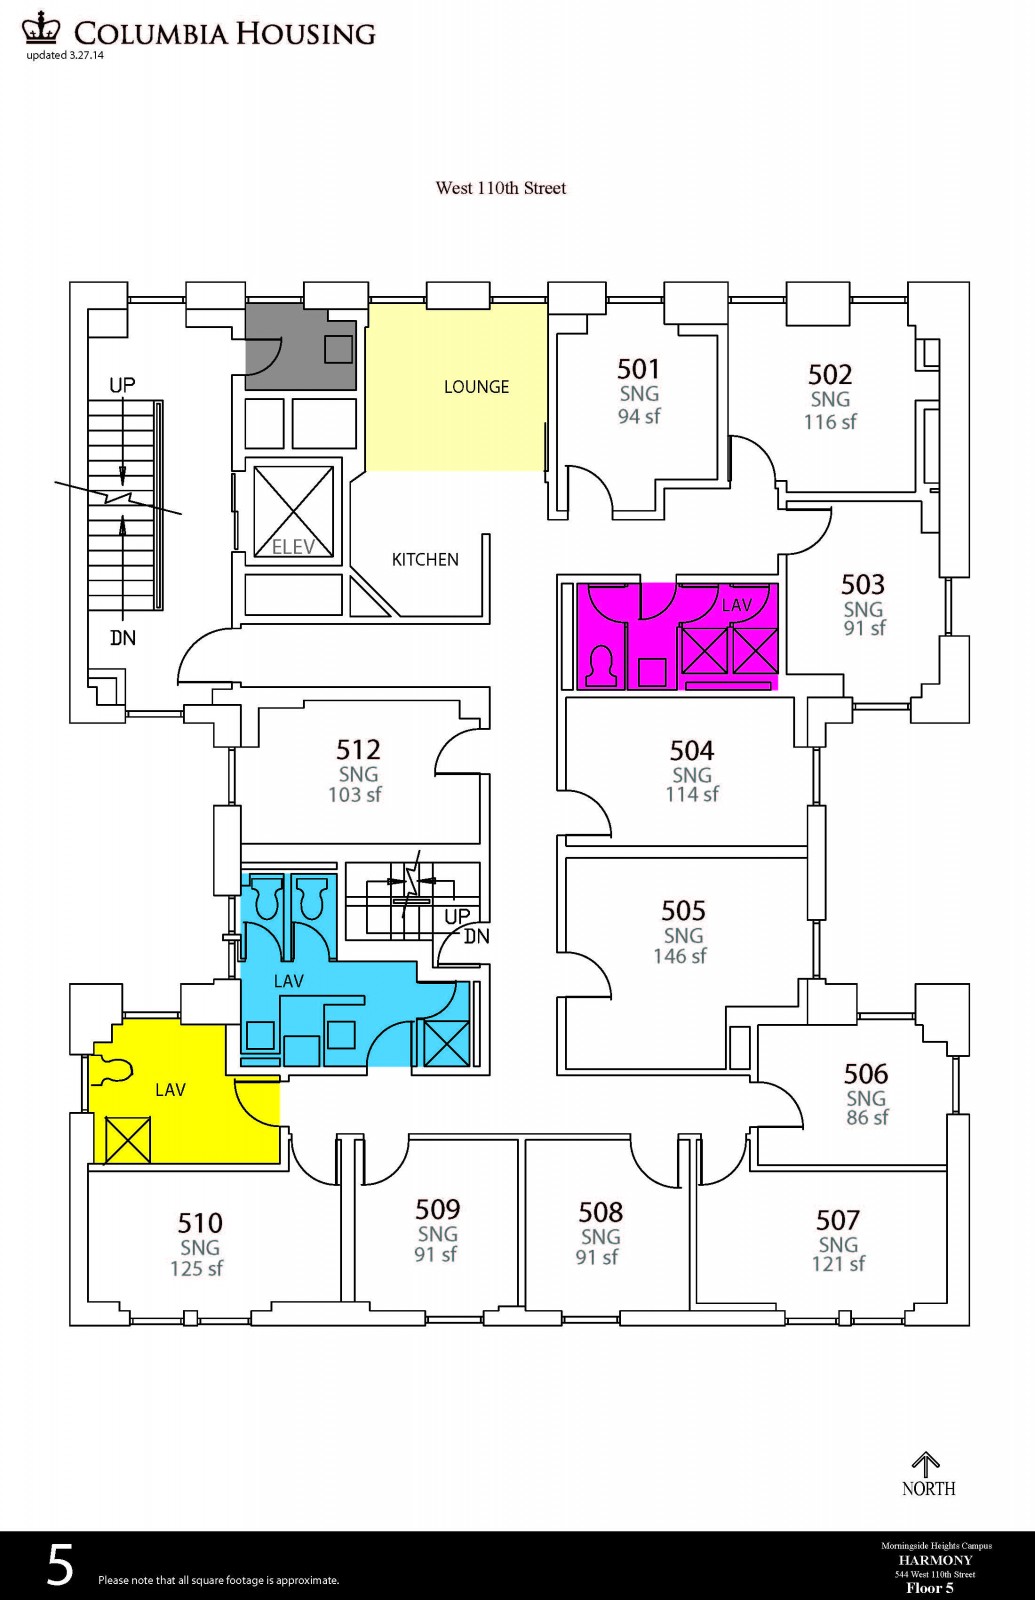 COLUMBIA HOUSING
updated 3.27.14
West 110th Street
501
SNG
94 sf
502
SNG
116 sf
UP
LOUNGE
ELEV
KITCHEN
503
SNG
91 sf
LAV
DN
512
SNG
103 sf
504
SNG
114 sf
505
SNG
146 sf
UP
DN
LAV
LAV
506
SNG
86 sf
510
SNG
125 sf
509
SNG
91 sf
508
SNG
91 sf
507
SNG
121 sf
NORTH
5
Please note that all square footage is approximate.
Morningside Heights Campus
HARMONY
544 West 110th Street
Floor 5